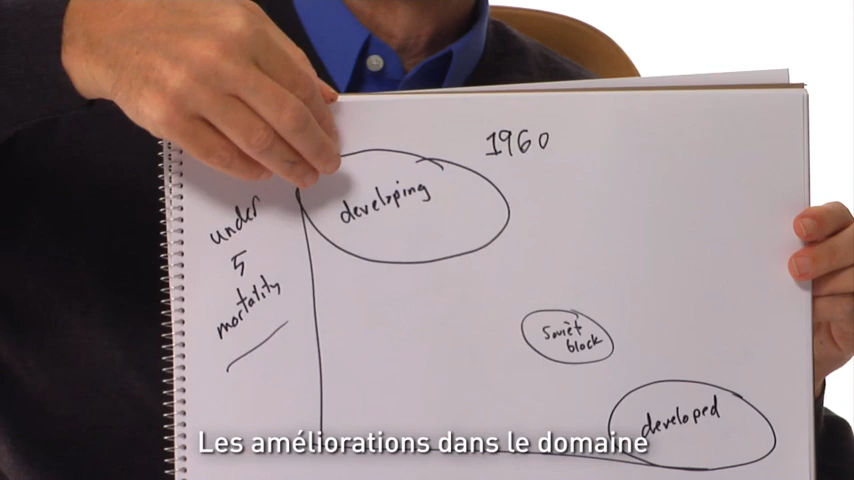 1960
developing
under
5
mortality
Soviet
block
developed
Les améliorations dans le domaine